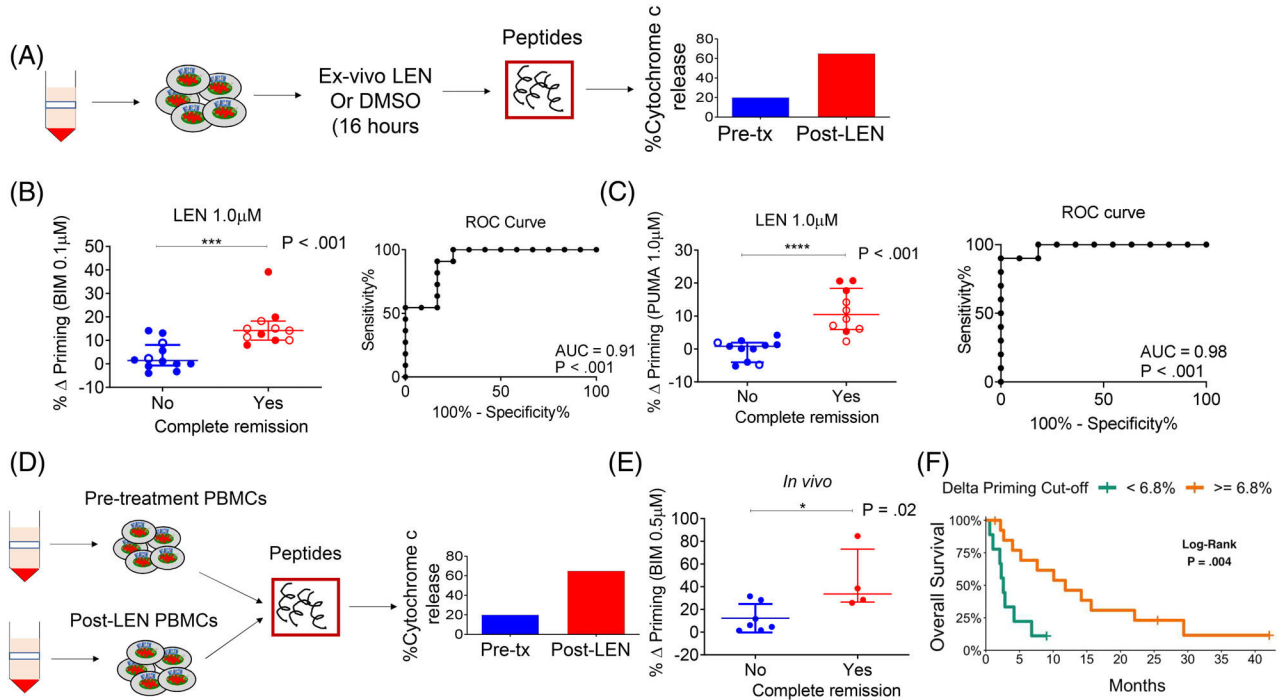 (A)
Ex-vivo LEN
Or DMSO
(16 hours
Peptides
%Cytochrome c
release
80
60
40
20
0
Pre-tx Post-LEN
(B)
LEN 1.0μM
*** P < .001
% Δ Priming (BIM 0.1μM)
50
40
30
20
10
0
-10
No Yes
Complete remission
ROC Curve
Sensitivity%
100
50
0
AUC = 0.91
P < .001
0 50 100
100% - Specificity%
(C)
LEN 1.0μM
**** P < .001
% Δ Priming (PUMA 1.0μM)
30
20
10
0
-10
No Yes
Complete remission
ROC curve
Sensitivity%
100
50
0
AUC = 0.98
P < .001
0 50 100
100% - Specificity%
(D)
Pre-treatment PBMCs
Post-LEN PBMCs
Peptides
%Cytochrome c
release
80
60
40
20
0
Pre-tx Post-LEN
(E)
In vivo
* P = .02
% Δ Priming (BIM 0.5μM)
100
80
60
40
20
0
-20
No Yes
Complete remission
(F)
Delta Priming Cut-off < 6.8% >= 6.8%
Overall Survival
100%
75%
50%
25%
0%
Log-Rank
P = .004
0 5 10 15 20 25 30 35 40
Months